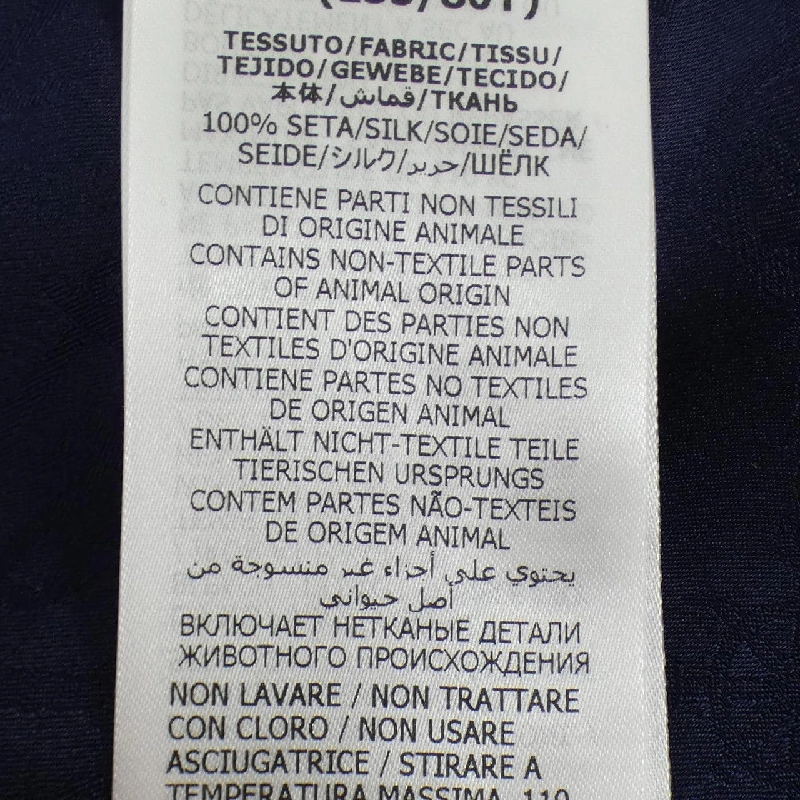 TESSUTO/FABRIC/TISSU/
TEJIDO/GEWEBE/TECIDO/
本体/قماش/ТКАНЬ
100% SETA/SILK/SOIE/SEDA/
SEIDE/シルク/حرير/ШЁЛК
CONTIENE PARTI NON TESSILI
DI ORIGINE ANIMALE
CONTAINS NON-TEXTILE PARTS
OF ANIMAL ORIGIN
CONTIENT DES PARTIES NON
TEXTILES D'ORIGINE ANIMALE
CONTIENE PARTES NO TEXTILES
DE ORIGEN ANIMAL
ENTHÄLT NICHT-TEXTILE TEILE
TIERISCHEN URSPRUNGS
CONTEM PARTES NÃO-TEXTEIS
DE ORIGEM ANIMAL
يحتوي على أجزاء غير منسوجة من
أصل حيواني
ВКЛЮЧАЕТ НЕТКАНЫЕ ДЕТАЛИ
ЖИВОТНОГО ПРОИСХОЖДЕНИЯ
NON LAVARE / NON TRATTARE
CON CLORO / NON USARE
ASCIUGATRICE / STIRARE A
TEMPERATURA MASSIMA 110